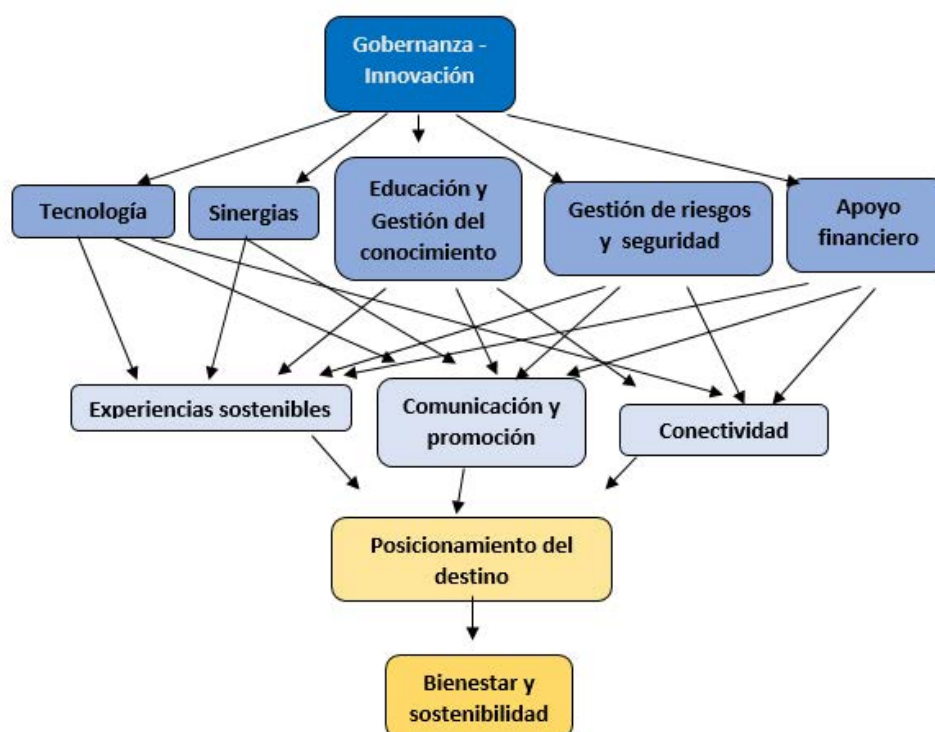 Gobernanza -
Innovación
Tecnología
Sinergias
Educación y
Gestión del
conocimiento
Gestión de riesgos
y seguridad
Apoyo
financiero
Experiencias sostenibles
Comunicación y
promoción
Conectividad
Posicionamiento del
destino
Bienestar y
sostenibilidad